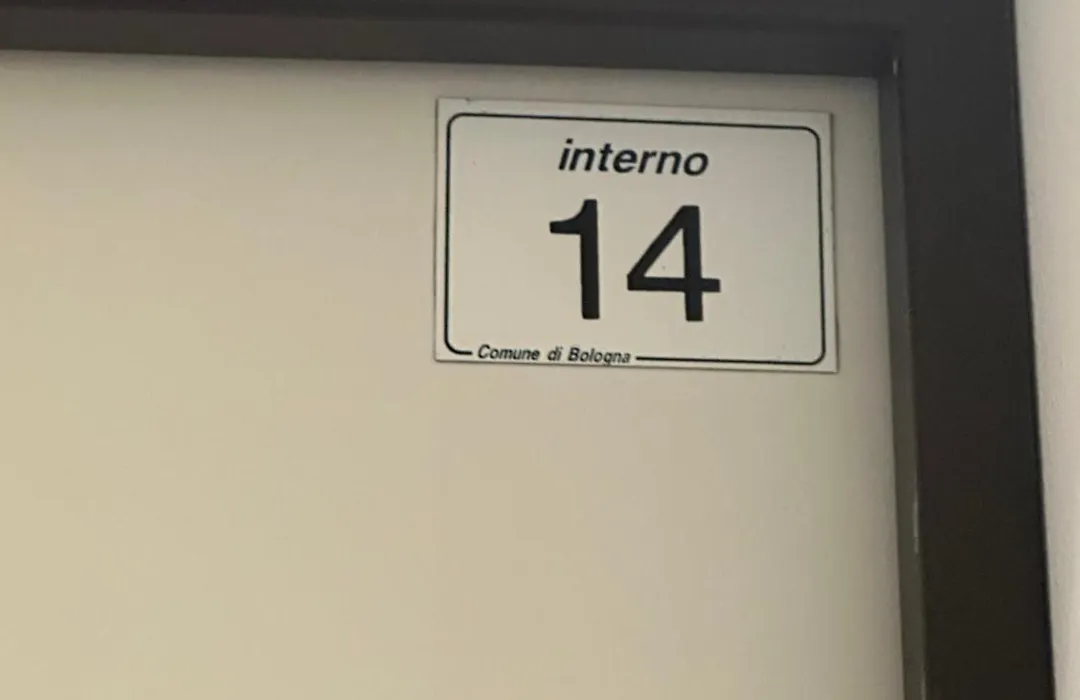 interno
14
Comune di Bologna